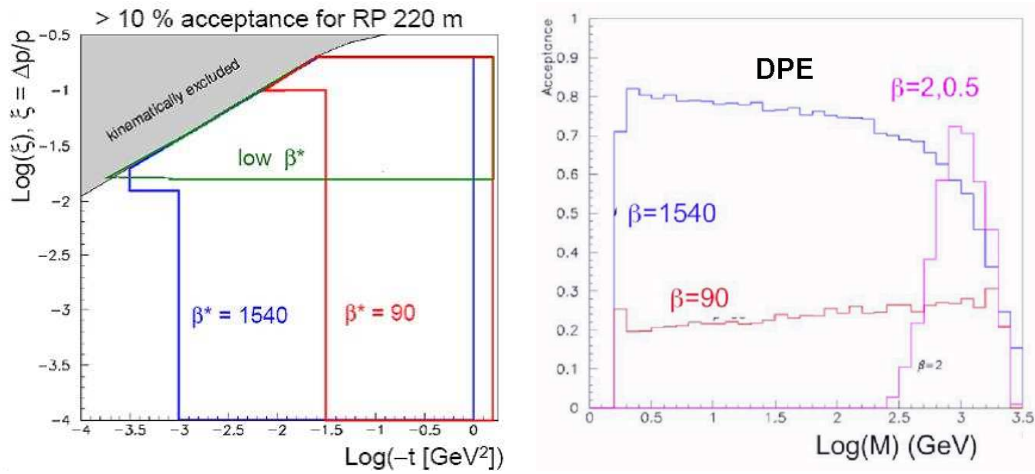 > 10 % acceptance for RP 220 m
Log(ξ), ξ = Δp/p
-0.5
-1
-1.5
-2
-2.5
-3
-3.5
-4
kinematically excluded
low β*
β* = 1540
β* = 90
-4 -3.5 -3 -2.5 -2 -1.5 -1 -0.5 0
Log(−t [GeV²])
Acceptance
1
0.9
0.8
0.7
0.6
0.5
0.4
0.3
0.2
0.1
0
DPE
β=2,0.5
β=1540
β=90
β=2
0 0.5 1 1.5 2 2.5 3 3.5
Log(M) (GeV)